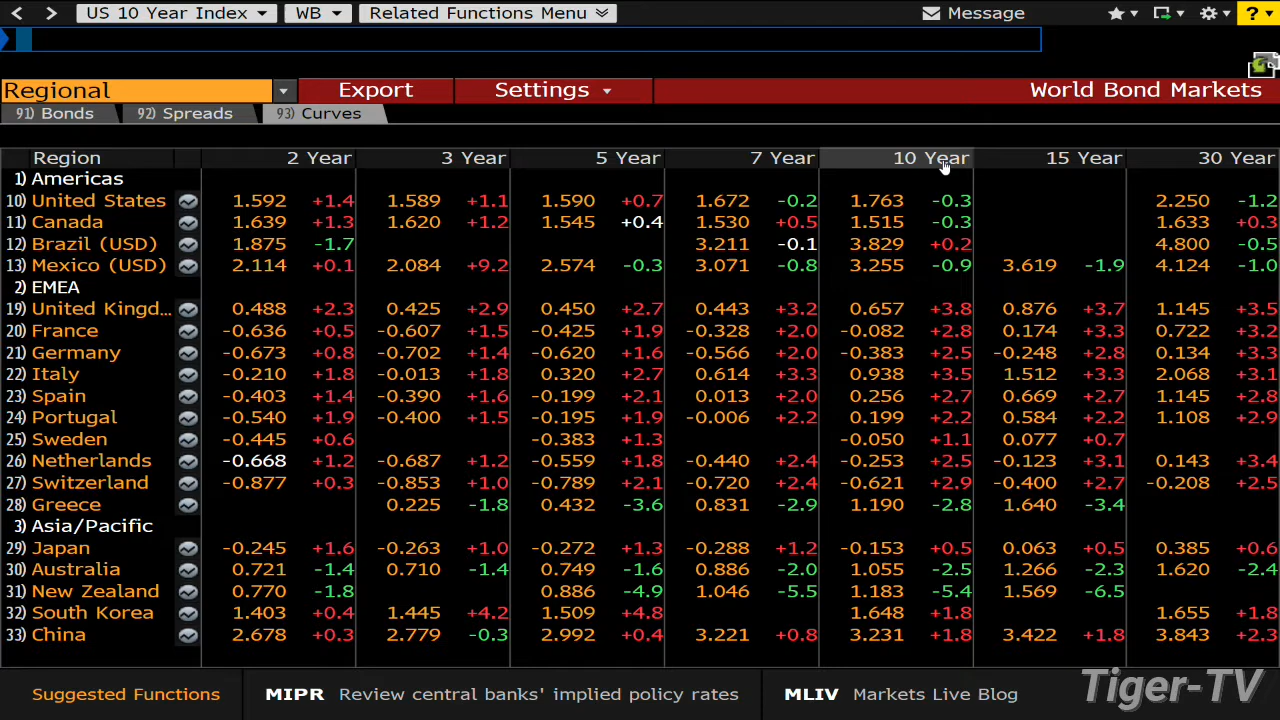 US 10 Year Index WB Related Functions Menu Message ?
Regional Export Settings World Bond Markets
91) Bonds 92) Spreads 93) Curves
Region 2 Year 3 Year 5 Year 7 Year 10 Year 15 Year 30 Year
1) Americas
10) United States 1.592 +1.4 1.589 +1.1 1.590 +0.7 1.672 -0.2 1.763 -0.3 2.250 -1.2
11) Canada 1.639 +1.3 1.620 +1.2 1.545 +0.4 1.530 +0.5 1.515 -0.3 1.633 +0.3
12) Brazil (USD) 1.875 -1.7 3.211 -0.1 3.829 +0.2 4.800 -0.5
13) Mexico (USD) 2.114 +0.1 2.084 +9.2 2.574 -0.3 3.071 -0.8 3.255 -0.9 3.619 -1.9 4.124 -1.0
2) EMEA
19) United Kingd... 0.488 +2.3 0.425 +2.9 0.450 +2.7 0.443 +3.2 0.657 +3.8 0.876 +3.7 1.145 +3.5
20) France -0.636 +0.5 -0.607 +1.5 -0.425 +1.9 -0.328 +2.0 -0.082 +2.8 0.174 +3.3 0.722 +3.2
21) Germany -0.673 +0.8 -0.702 +1.4 -0.620 +1.6 -0.566 +2.0 -0.383 +2.5 -0.248 +2.8 0.134 +3.3
22) Italy -0.210 +1.8 -0.013 +1.8 0.320 +2.7 0.614 +3.3 0.938 +3.5 1.512 +3.5 2.068 +3.1
23) Spain -0.403 +1.4 -0.390 +1.6 -0.199 +2.1 0.013 +2.0 0.256 +2.7 0.669 +2.7 1.145 +2.8
24) Portugal -0.540 +1.9 -0.400 +1.5 -0.195 +1.9 -0.006 +2.2 0.199 +2.2 0.584 +2.2 1.108 +2.9
25) Sweden -0.445 +0.6 -0.383 +1.3 -0.050 +1.1 0.077 +0.7
26) Netherlands -0.668 +1.2 -0.687 +1.2 -0.559 +1.8 -0.440 +2.4 -0.253 +2.5 -0.123 +3.1 0.143 +3.4
27) Switzerland -0.877 +0.3 -0.853 +1.0 -0.789 +2.1 -0.720 +2.4 -0.621 +2.9 -0.400 +2.7 -0.208 +2.5
28) Greece 0.225 -1.8 0.432 -3.6 0.831 -2.9 1.190 -2.8 1.640 -3.4
3) Asia/Pacific
29) Japan -0.245 +1.6 -0.263 +1.0 -0.272 +1.3 -0.288 +1.2 -0.153 +0.5 0.063 +0.5 0.385 +0.6
30) Australia 0.721 -1.4 0.710 -1.4 0.749 -1.6 0.886 -2.0 1.055 -2.5 1.266 -2.3 1.620 -2.4
31) New Zealand 0.770 -1.8 0.886 -4.9 1.046 -5.5 1.183 -5.4 1.569 -6.5
32) South Korea 1.403 +0.4 1.445 +4.2 1.509 +4.8 1.648 +1.8 1.655 +1.8
33) China 2.678 +0.3 2.779 -0.3 2.992 +0.4 3.221 +0.8 3.231 +1.8 3.422 +1.8 3.843 +2.3
Suggested Functions MIPR Review central banks' implied policy rates MLIV Markets Live Blog
Tiger-TV